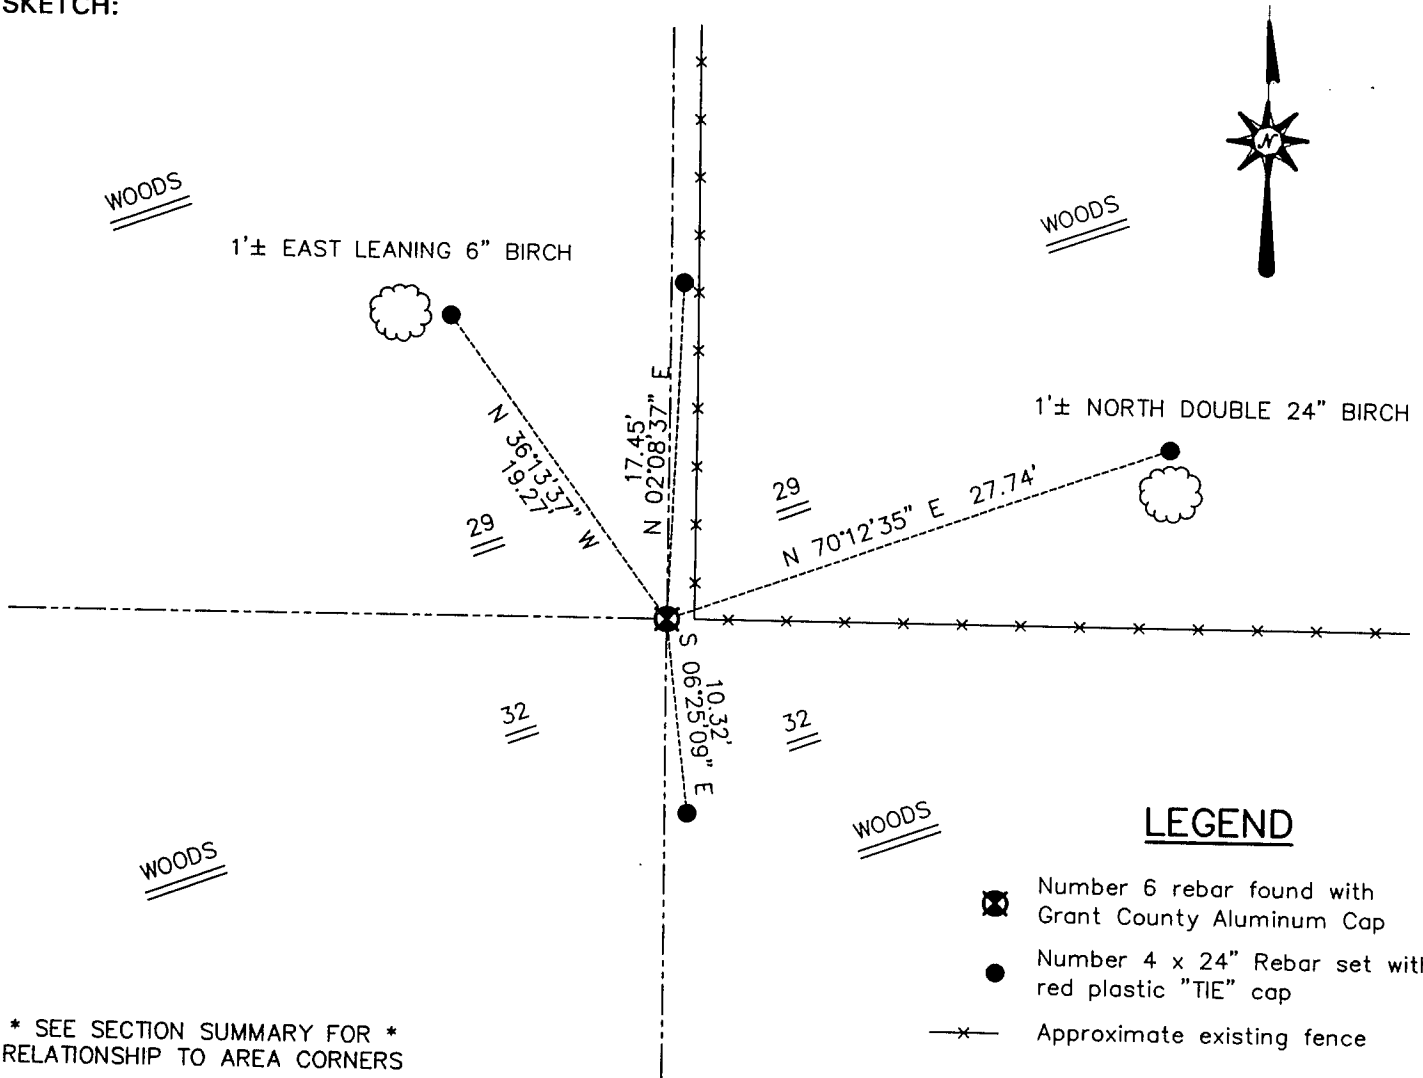 SKETCH:
N
WOODS
WOODS
1'± EAST LEANING 6" BIRCH
1'± NORTH DOUBLE 24" BIRCH
N 36°13'37" W
19.27'
17.45'
N 02°08'37" E
29
29
N 70°12'35" E 27.74'
S 06°25'09" E
10.32'
32
32
WOODS
WOODS
LEGEND
Number 6 rebar found with
Grant County Aluminum Cap
Number 4 x 24" Rebar set with
red plastic "TIE" cap
Approximate existing fence
* SEE SECTION SUMMARY FOR *
RELATIONSHIP TO AREA CORNERS